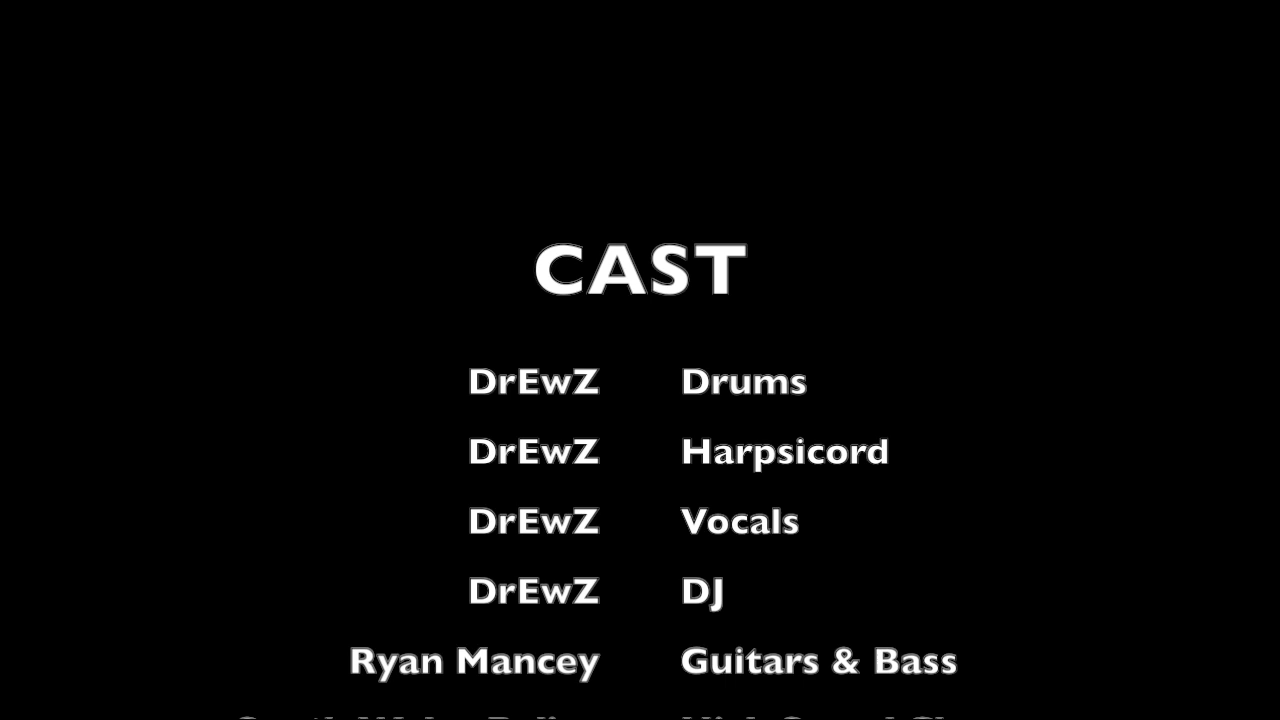 CAST
DrEwZ Drums
DrEwZ Harpsicord
DrEwZ Vocals
DrEwZ DJ
Ryan Mancey Guitars & Bass